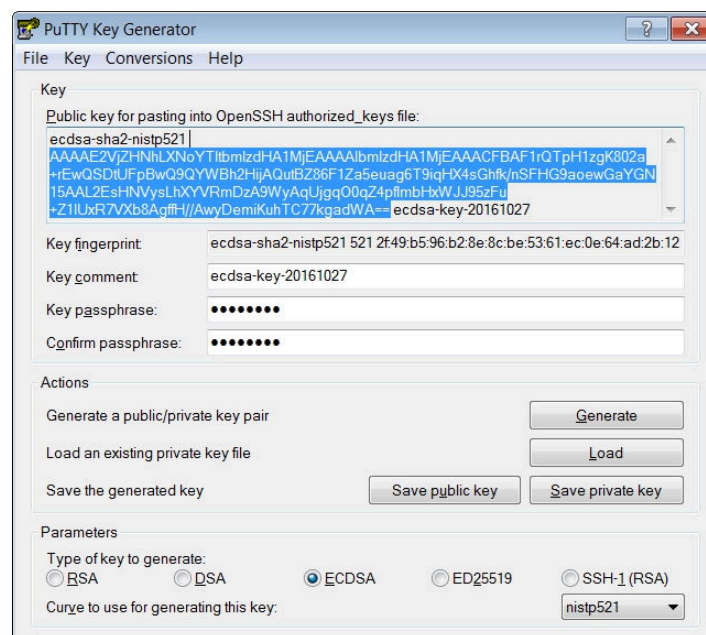 PuTTY Key Generator
File Key Conversions Help
Key
Public key for pasting into OpenSSH authorized_keys file:
ecdsa-sha2-nistp521
AAAAE2VjZHNhLXNoYTItbmlzdHA1MjEAAAAIbmlzdHA1MjEAAACFBAF1rQTpH1zgK802a
+rEwQSDtUFpBwQ9QYWBh2HijAQutBZ86F1Za5euag6T9iqHX4sGhfk/nSFHG9aoewGaYGN
15AAL2EsHNVysLhXYVRmDzA9WyAqUjgqO0qZ4pflmbHxWJJ95zFu
+Z1lUxR7VXb8AgffH//AwyDemiKuhTC77kgadWA== ecdsa-key-20161027
Key fingerprint: ecdsa-sha2-nistp521 521 2f:49:b5:96:b2:8e:8c:be:53:61:ec:0e:64:ad:2b:12
Key comment: ecdsa-key-20161027
Key passphrase: ••••••••
Confirm passphrase: ••••••••
Actions
Generate a public/private key pair Generate
Load an existing private key file Load
Save the generated key Save public key Save private key
Parameters
Type of key to generate:
RSA DSA ECDSA ED25519 SSH-1 (RSA)
Curve to use for generating this key: nistp521